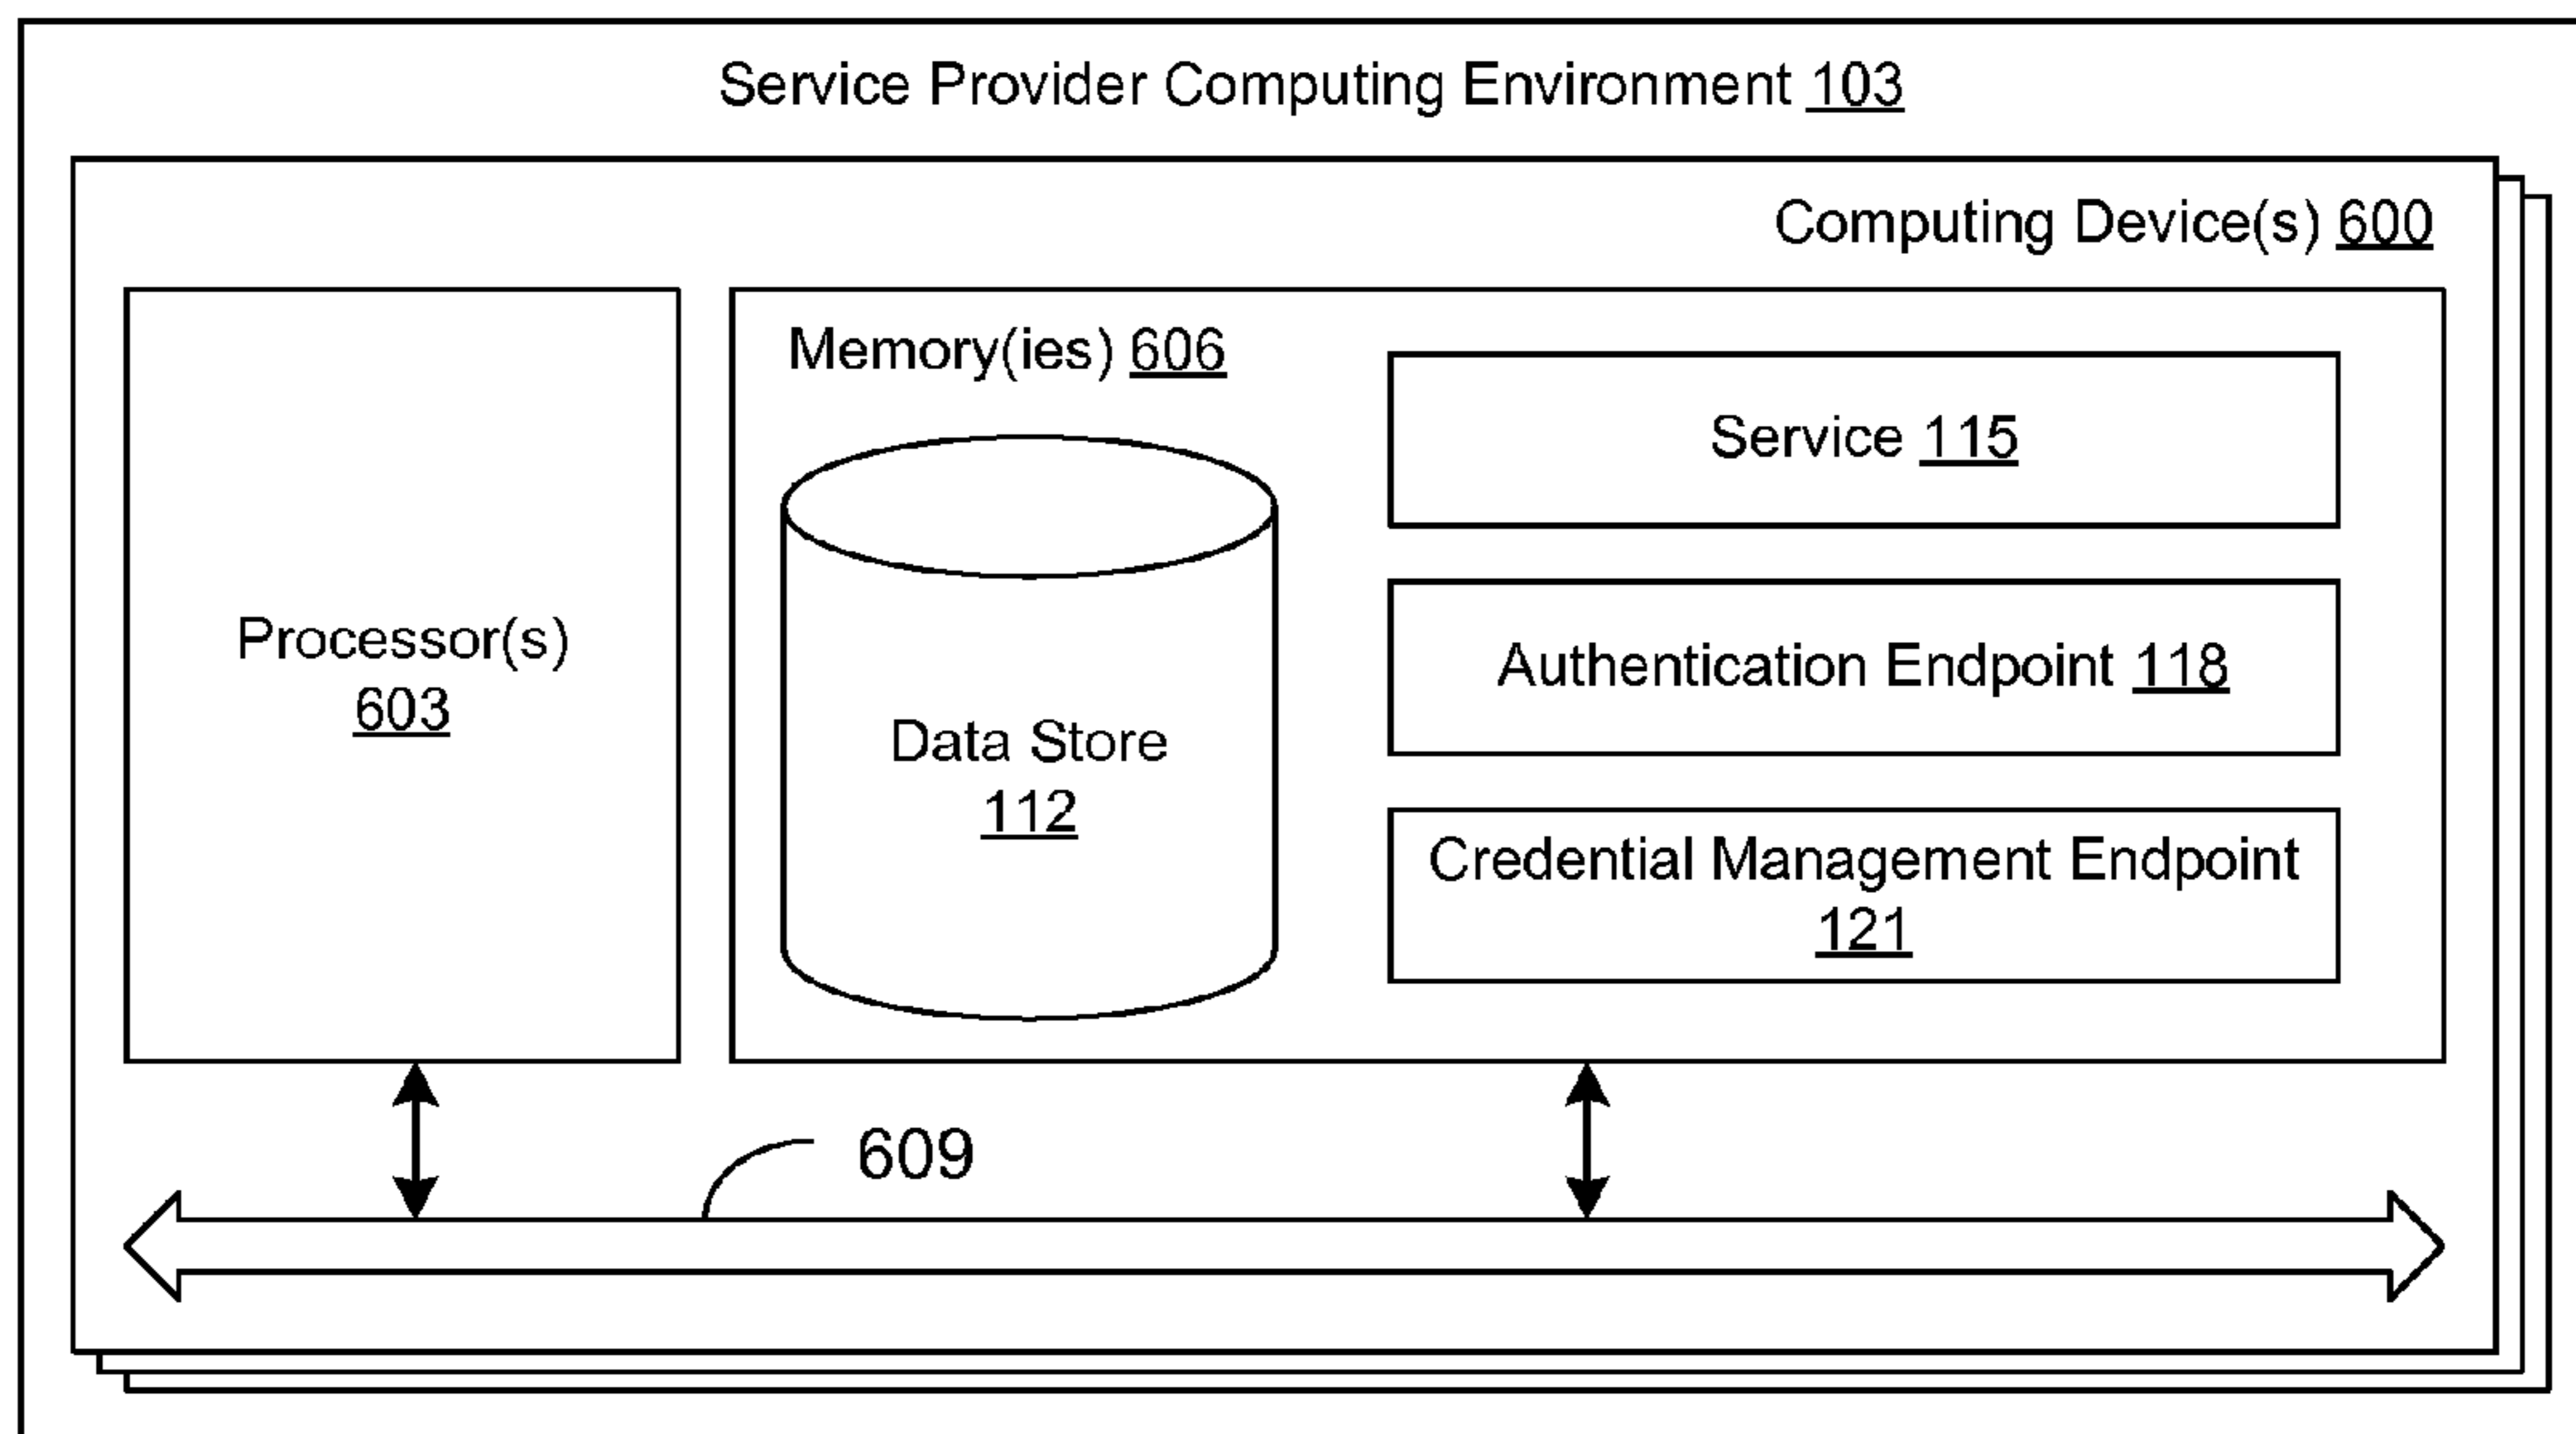 Service Provider Computing Environment 103
Computing Device(s) 600
Processor(s)
603
Memory(ies) 606
Data Store
112
Service 115
Authentication Endpoint 118
Credential Management Endpoint
121
609